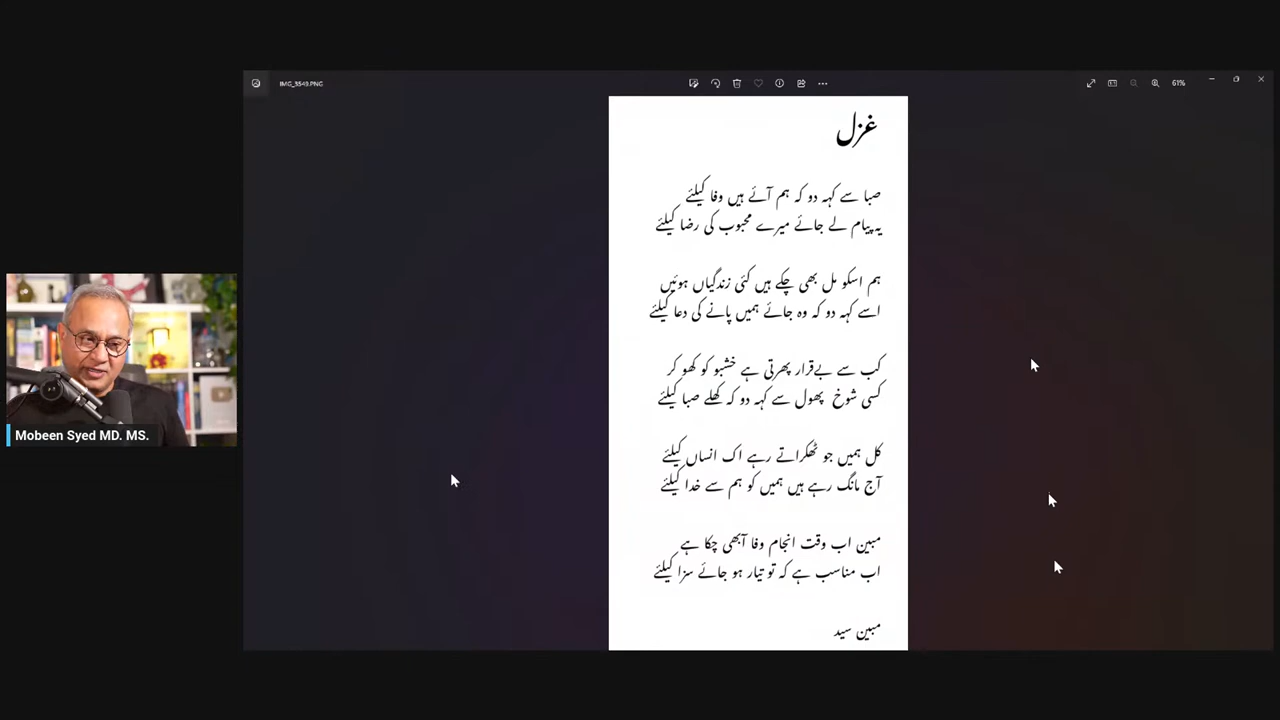 IMG_3549.PNG
61%
غزل
صبا سے کہہ دو کہ ہم آئے ہیں وفا کیلئے
یہ پیام لے جائے میرے محبوب کی رضا کیلئے
ہم اسکو مل بھی چکے ہیں کئی زندگیاں ہوئیں
اسے کہہ دو کہ وہ جائے ہمیں پانے کی دعا کیلئے
کب سے بےقرار پھرتی ہے خشبو کو کھو کر
کسی شوخ پھول سے کہہ دو کہ کھلے صبا کیلئے
کل ہمیں جو ٹھکراتے رہے اک انساں کیلئے
آج مانگ رہے ہیں ہمیں کو ہم سے خدا کیلئے
مبین اب وقت انجام وفا آبھی چکا ہے
اب مناسب ہے کہ تو تیار ہو جائے سزا کیلئے
مبین سید
Mobeen Syed MD. MS.